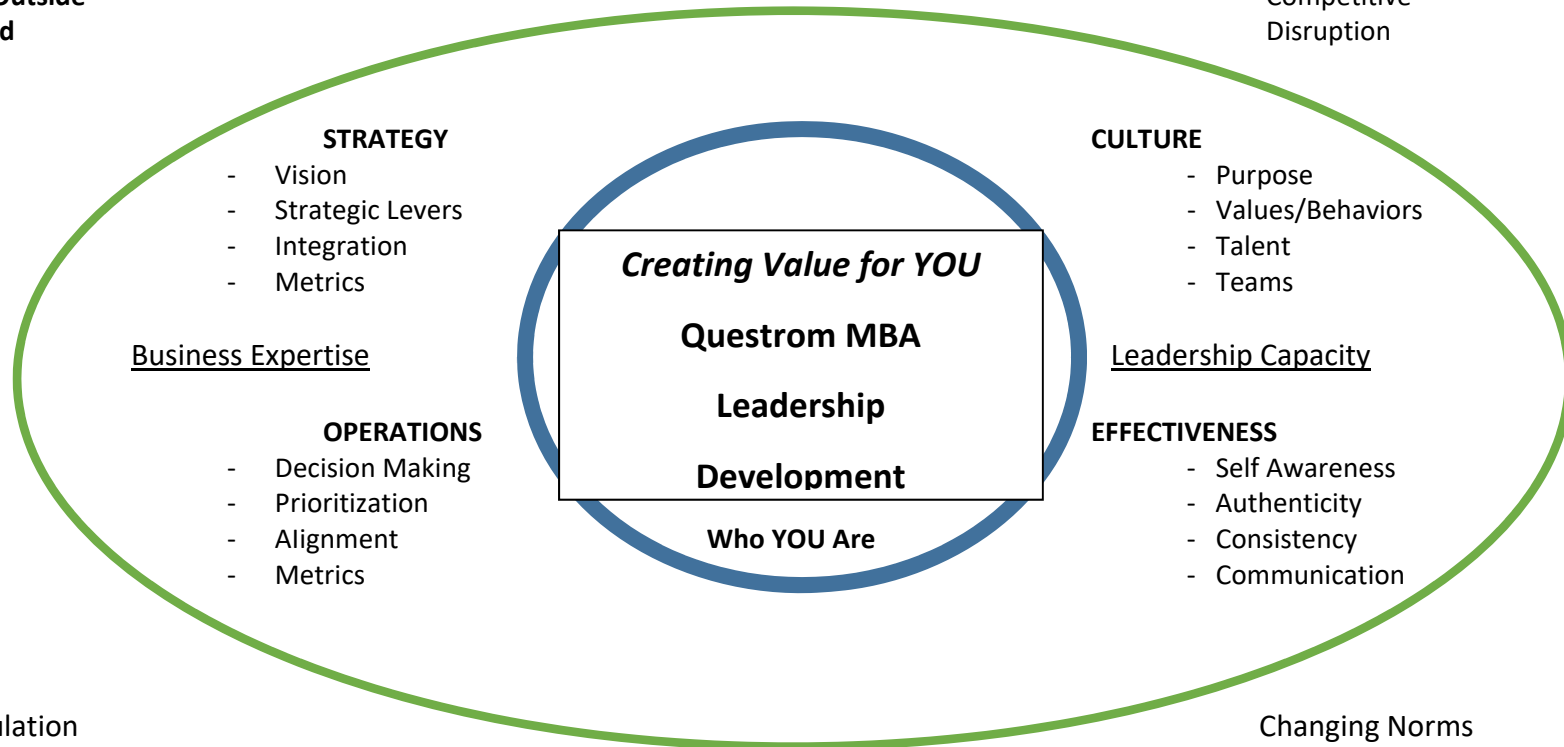 Outside
Competitive
d
Disruption
STRATEGY
- Vision
- Strategic Levers
- Integration
- Metrics
CULTURE
- Purpose
- Values/Behaviors
- Talent
- Teams
Creating Value for YOU
Questrom MBA
Leadership
Development
Who YOU Are
Business Expertise
Leadership Capacity
OPERATIONS
- Decision Making
- Prioritization
- Alignment
- Metrics
EFFECTIVENESS
- Self Awareness
- Authenticity
- Consistency
- Communication
ulation
Changing Norms